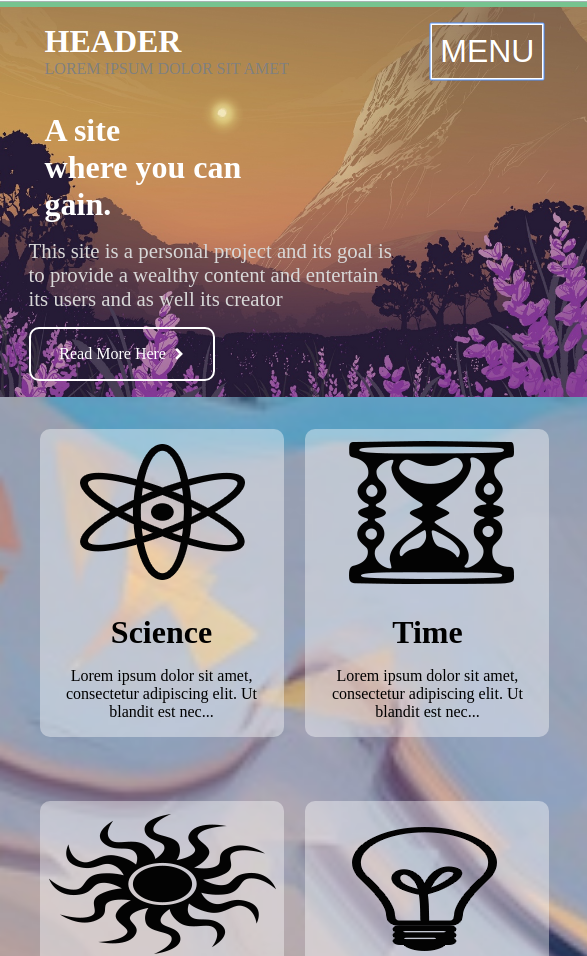 HEADER
LOREM IPSUM DOLOR SIT AMET
MENU
A site
where you can
gain.
This site is a personal project and its goal is
to provide a wealthy content and entertain
its users and as well its creator
Read More Here
Science
Lorem ipsum dolor sit amet,
consectetur adipiscing elit. Ut
blandit est nec...
Time
Lorem ipsum dolor sit amet,
consectetur adipiscing elit. Ut
blandit est nec...